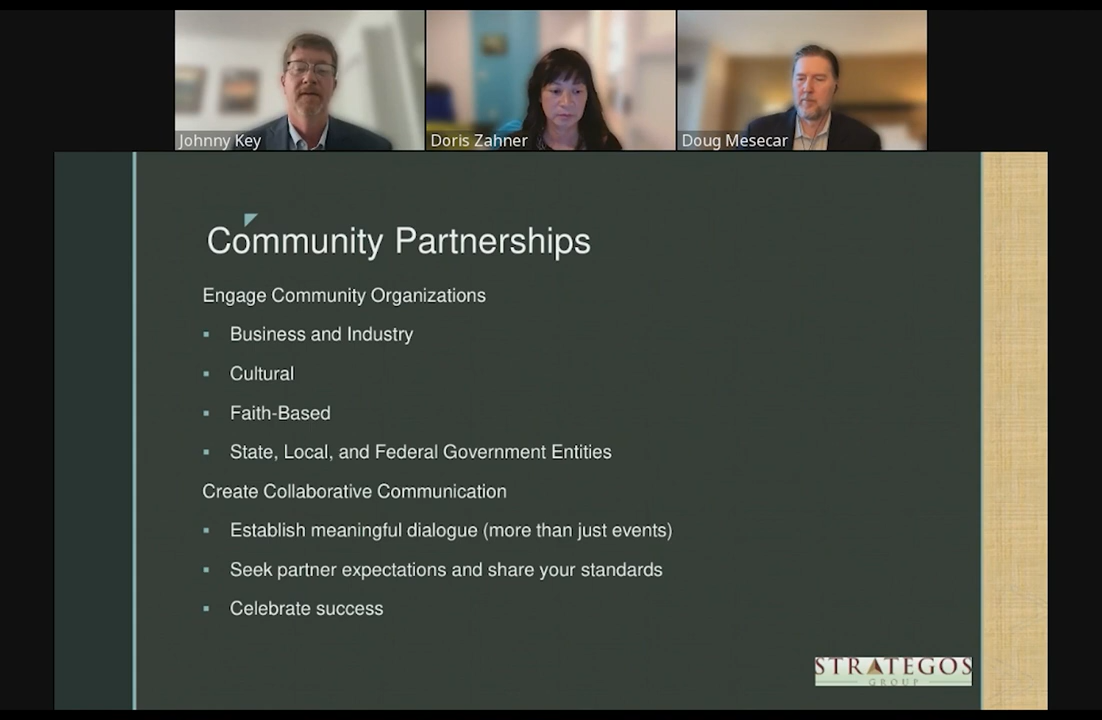 Johnny Key
Doris Zahner
Doug Mesecar
Community Partnerships
Engage Community Organizations
▪ Business and Industry
▪ Cultural
▪ Faith-Based
▪ State, Local, and Federal Government Entities
Create Collaborative Communication
▪ Establish meaningful dialogue (more than just events)
▪ Seek partner expectations and share your standards
▪ Celebrate success
STRATEGOS
GROUP